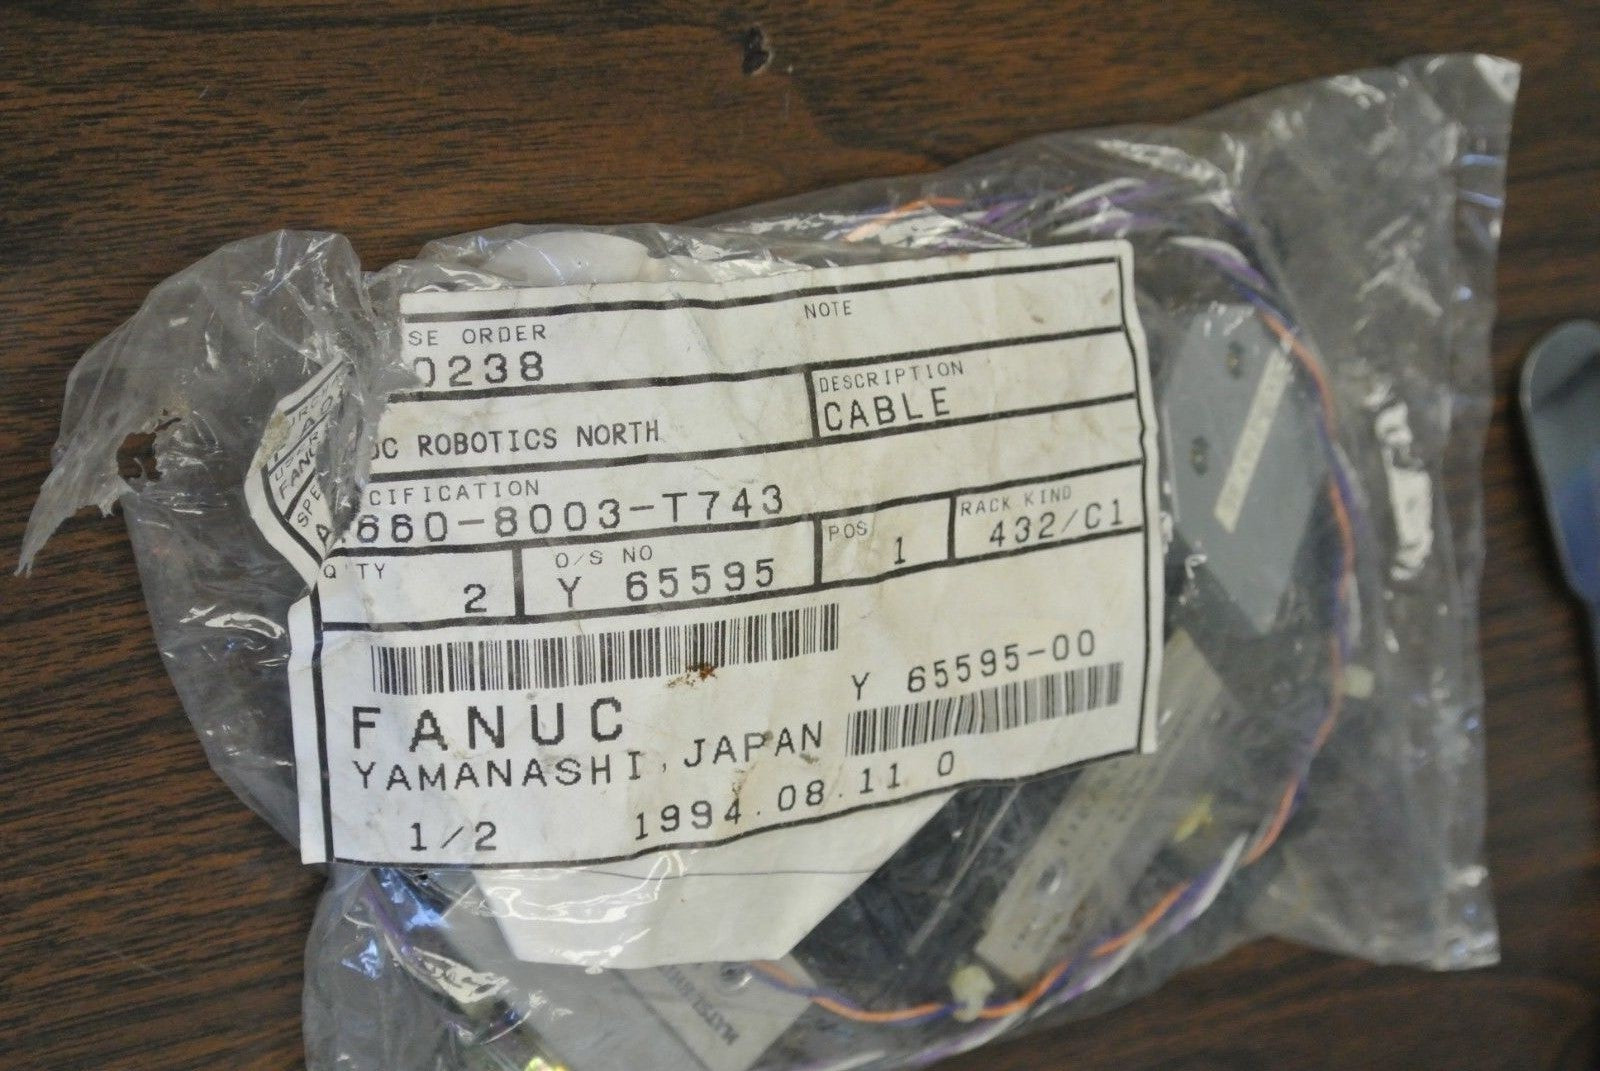 SE ORDER
NOTE
0238
DESCRIPTION
CABLE
UC ROBOTICS NORTH
CIFICATION
660-8003-T743
Q'TY
2
O/S NO
Y 65595
POS
1
RACK KIND
432/C1
Y 65595-00
FANUC
YAMANASHI, JAPAN
1/2
1994.08.11 0